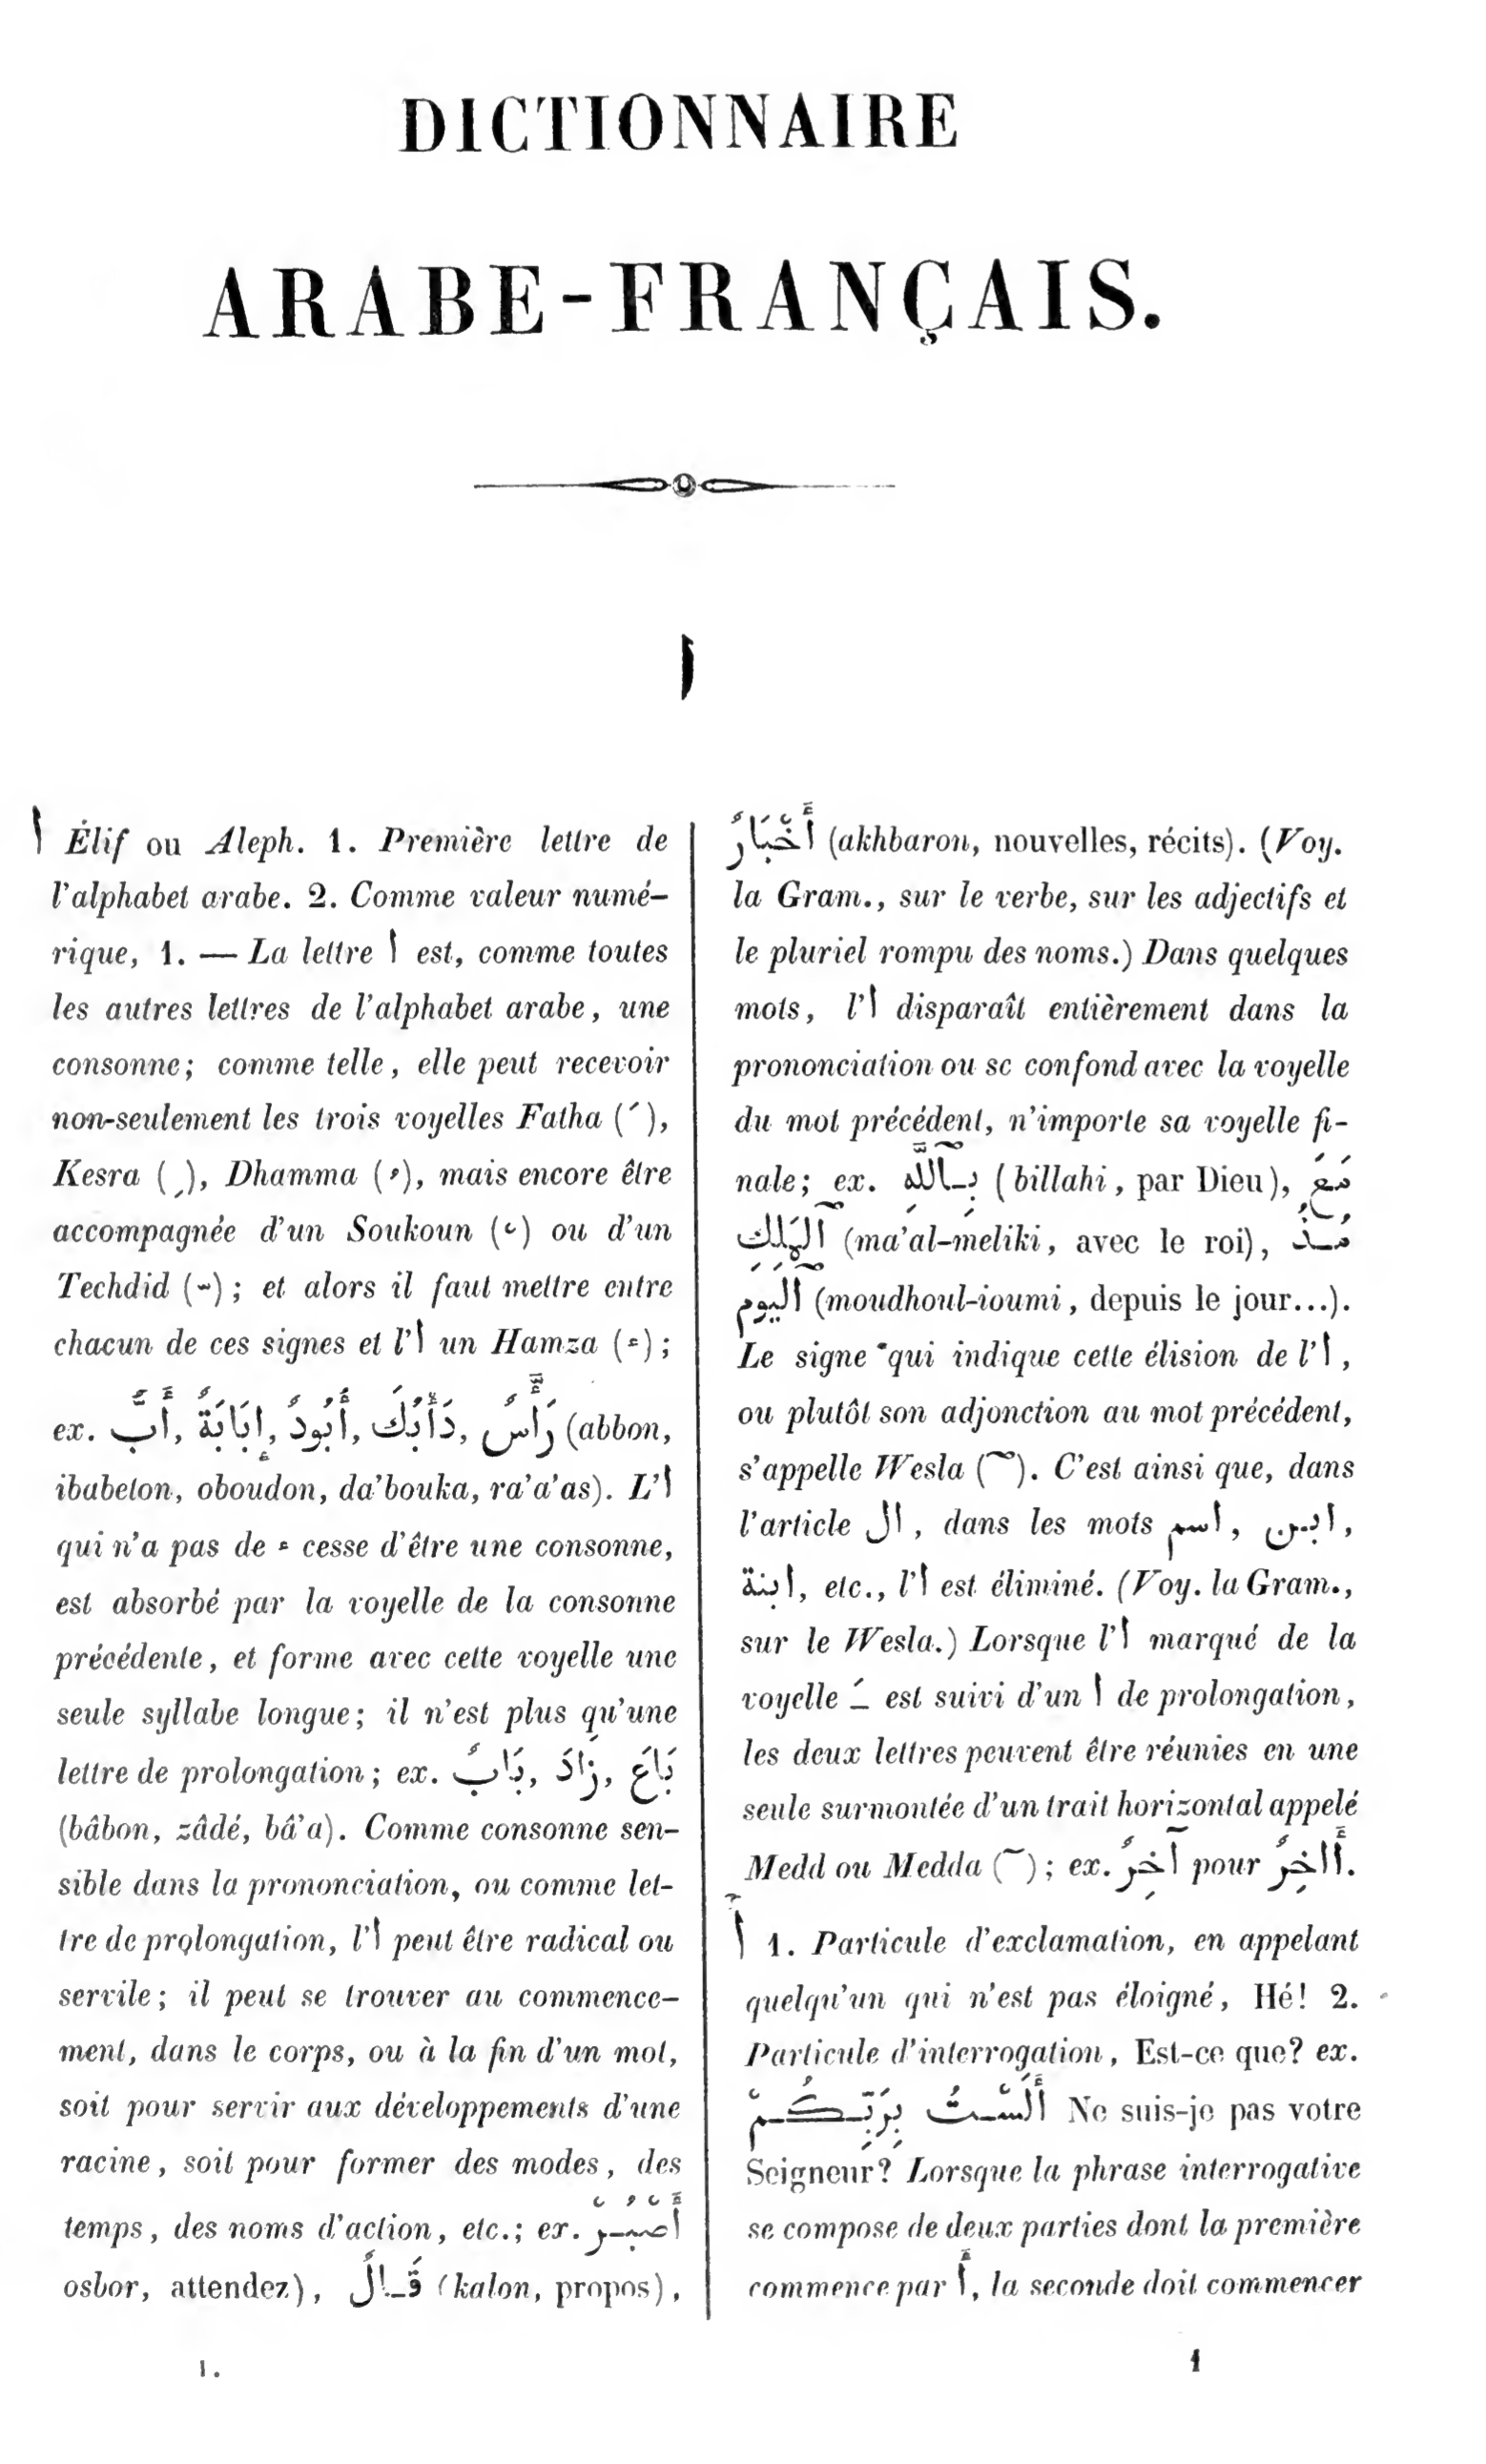 DICTIONNAIRE
ARABE-FRANÇAIS.
ا
ا Élif ou Aleph. 1. Première lettre de
l'alphabet arabe. 2. Comme valeur numé-
rique, 1. — La lettre ا est, comme toutes
les autres lettres de l'alphabet arabe, une
consonne; comme telle, elle peut recevoir
non-seulement les trois voyelles Fatha (َ),
Kesra (ِ), Dhamma (ُ), mais encore être
accompagnée d'un Soukoun (ْ) ou d'un
Techdid (ّ); et alors il faut mettre entre
chacun de ces signes et l'ا un Hamza (ء);
ex. أَبٌّ, إِبَابَةٌ, أُبُودٌ, دَأْبُكَ, رَأَّسٌ (abbon,
ibabeton, oboudon, da'bouka, ra'a'as). L'ا
qui n'a pas de ء cesse d'être une consonne,
est absorbé par la voyelle de la consonne
précédente, et forme avec cette voyelle une
seule syllabe longue; il n'est plus qu'une
lettre de prolongation; ex. بَابٌ, زَادَ, بَاعَ
(bâbon, zâdé, bâ'a). Comme consonne sen-
sible dans la prononciation, ou comme let-
tre de prolongation, l'ا peut être radical ou
servile; il peut se trouver au commence-
ment, dans le corps, ou à la fin d'un mot,
soit pour servir aux développements d'une
racine, soit pour former des modes, des
temps, des noms d'action, etc.; ex. أُصْبُرْ
osbor, attendez), قَالٌ (kalon, propos),
أَخْبَارٌ (akhbaron, nouvelles, récits). (Voy.
la Gram., sur le verbe, sur les adjectifs et
le pluriel rompu des noms.) Dans quelques
mots, l'ا disparaît entièrement dans la
prononciation ou se confond avec la voyelle
du mot précédent, n'importe sa voyelle fi-
nale; ex. بِٱللَّهِ (billahi, par Dieu), مَعَ
ٱلْمَلِكِ (ma'al-meliki, avec le roi), مُنْذُ
ٱليوم (moudhoul-ioumi, depuis le jour...).
Le signe ~ qui indique cette élision de l'ا,
ou plutôt son adjonction au mot précédent,
s'appelle Wesla (~). C'est ainsi que, dans
l'article ال, dans les mots اسم, ابن,
ابنة, etc., l'ا est éliminé. (Voy. la Gram.,
sur le Wesla.) Lorsque l'ا marqué de la
voyelle َ est suivi d'un ا de prolongation,
les deux lettres peuvent être réunies en une
seule surmontée d'un trait horizontal appelé
Medd ou Medda (~); ex. آخِرٌ pour أَاخِرٌ.
أَ 1. Particule d'exclamation, en appelant
quelqu'un qui n'est pas éloigné, Hé! 2.
Particule d'interrogation, Est-ce que? ex.
أَلَسْتُ بِرَبِّكُمْ Ne suis-je pas votre
Seigneur? Lorsque la phrase interrogative
se compose de deux parties dont la première
commence par أَ, la seconde doit commencer
I. 1